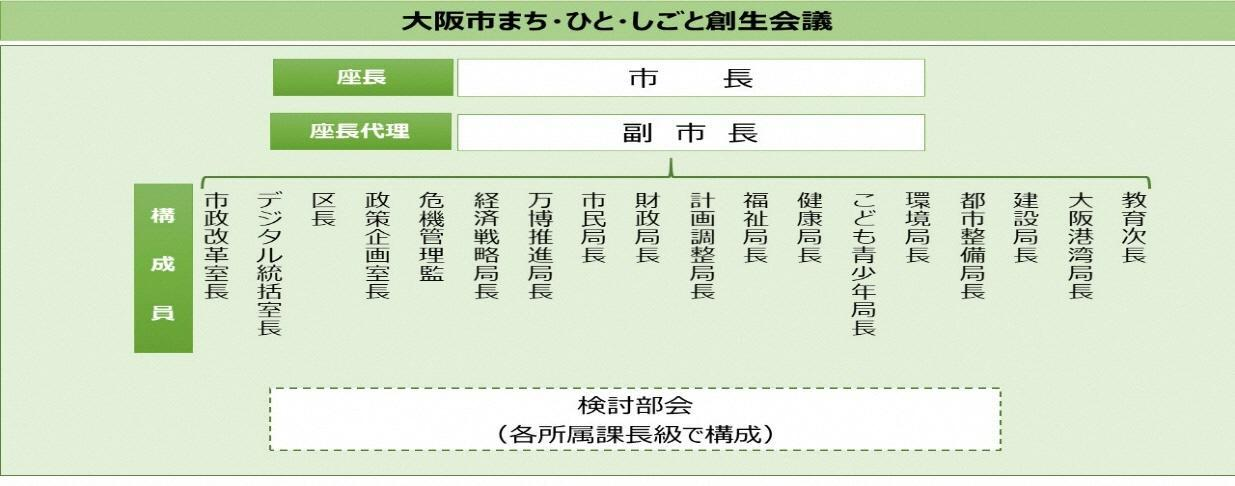 大阪市まち・ひと・しごと創生会議
座長
市 長
座長代理
副 市 長
構成員
市政改革室長
デジタル統括室長
区長
政策企画室長
危機管理監
経済戦略局長
万博推進局長
市民局長
財政局長
計画調整局長
福祉局長
健康局長
こども青少年局長
環境局長
都市整備局長
建設局長
大阪港湾局長
教育次長
検討部会
（各所属課長級で構成）